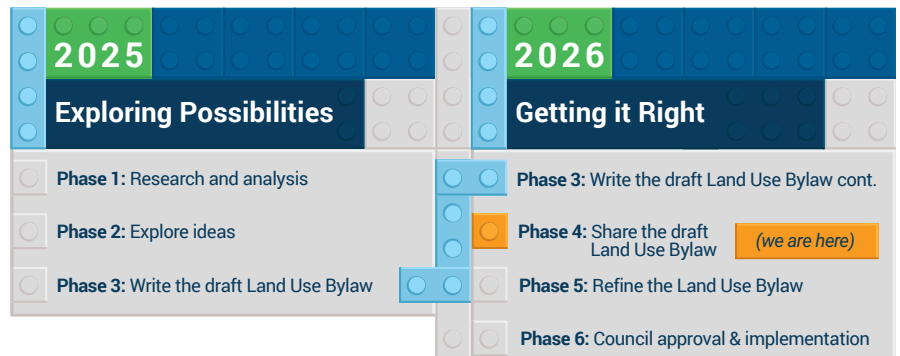 2025
Exploring Possibilities
Phase 1: Research and analysis
Phase 2: Explore ideas
Phase 3: Write the draft Land Use Bylaw
2026
Getting it Right
Phase 3: Write the draft Land Use Bylaw cont.
Phase 4: Share the draft
Land Use Bylaw
(we are here)
Phase 5: Refine the Land Use Bylaw
Phase 6: Council approval & implementation